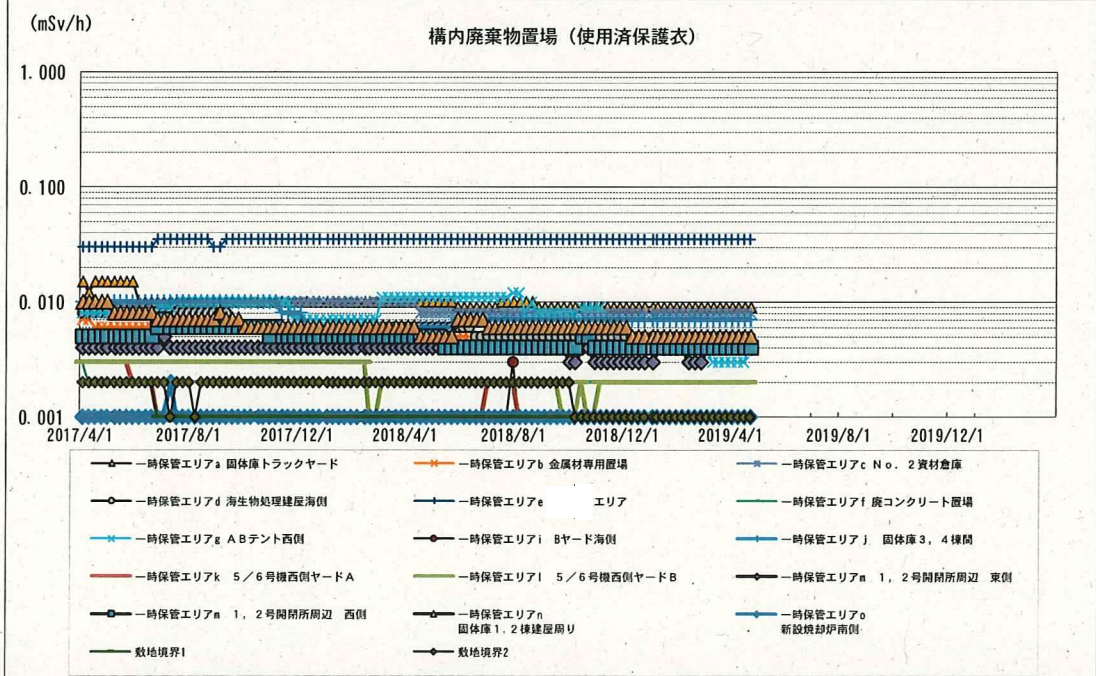 (mSv/h)
構内廃棄物置場（使用済保護衣）
1.000
0.100
0.010
0.001
2017/4/1 2017/8/1 2017/12/1 2018/4/1 2018/8/1 2018/12/1 2019/4/1 2019/8/1 2019/12/1
一時保管エリアa 固体庫トラックヤード 一時保管エリアb 金属材専用置場 一時保管エリアc No．2資材倉庫
一時保管エリアd 海生物処理建屋海側 一時保管エリアe エリア 一時保管エリアf 廃コンクリート置場
一時保管エリアg ABテント西側 一時保管エリアi Bヤード海側 一時保管エリアj 固体庫3，4棟間
一時保管エリアk 5／6号機西側ヤードA 一時保管エリアl 5／6号機西側ヤードB 一時保管エリアm 1，2号開閉所周辺 東側
一時保管エリアm 1，2号開閉所周辺 西側 一時保管エリアn 一時保管エリアo
固体庫1,2棟建屋周り 新設焼却炉南側
敷地境界1 敷地境界2